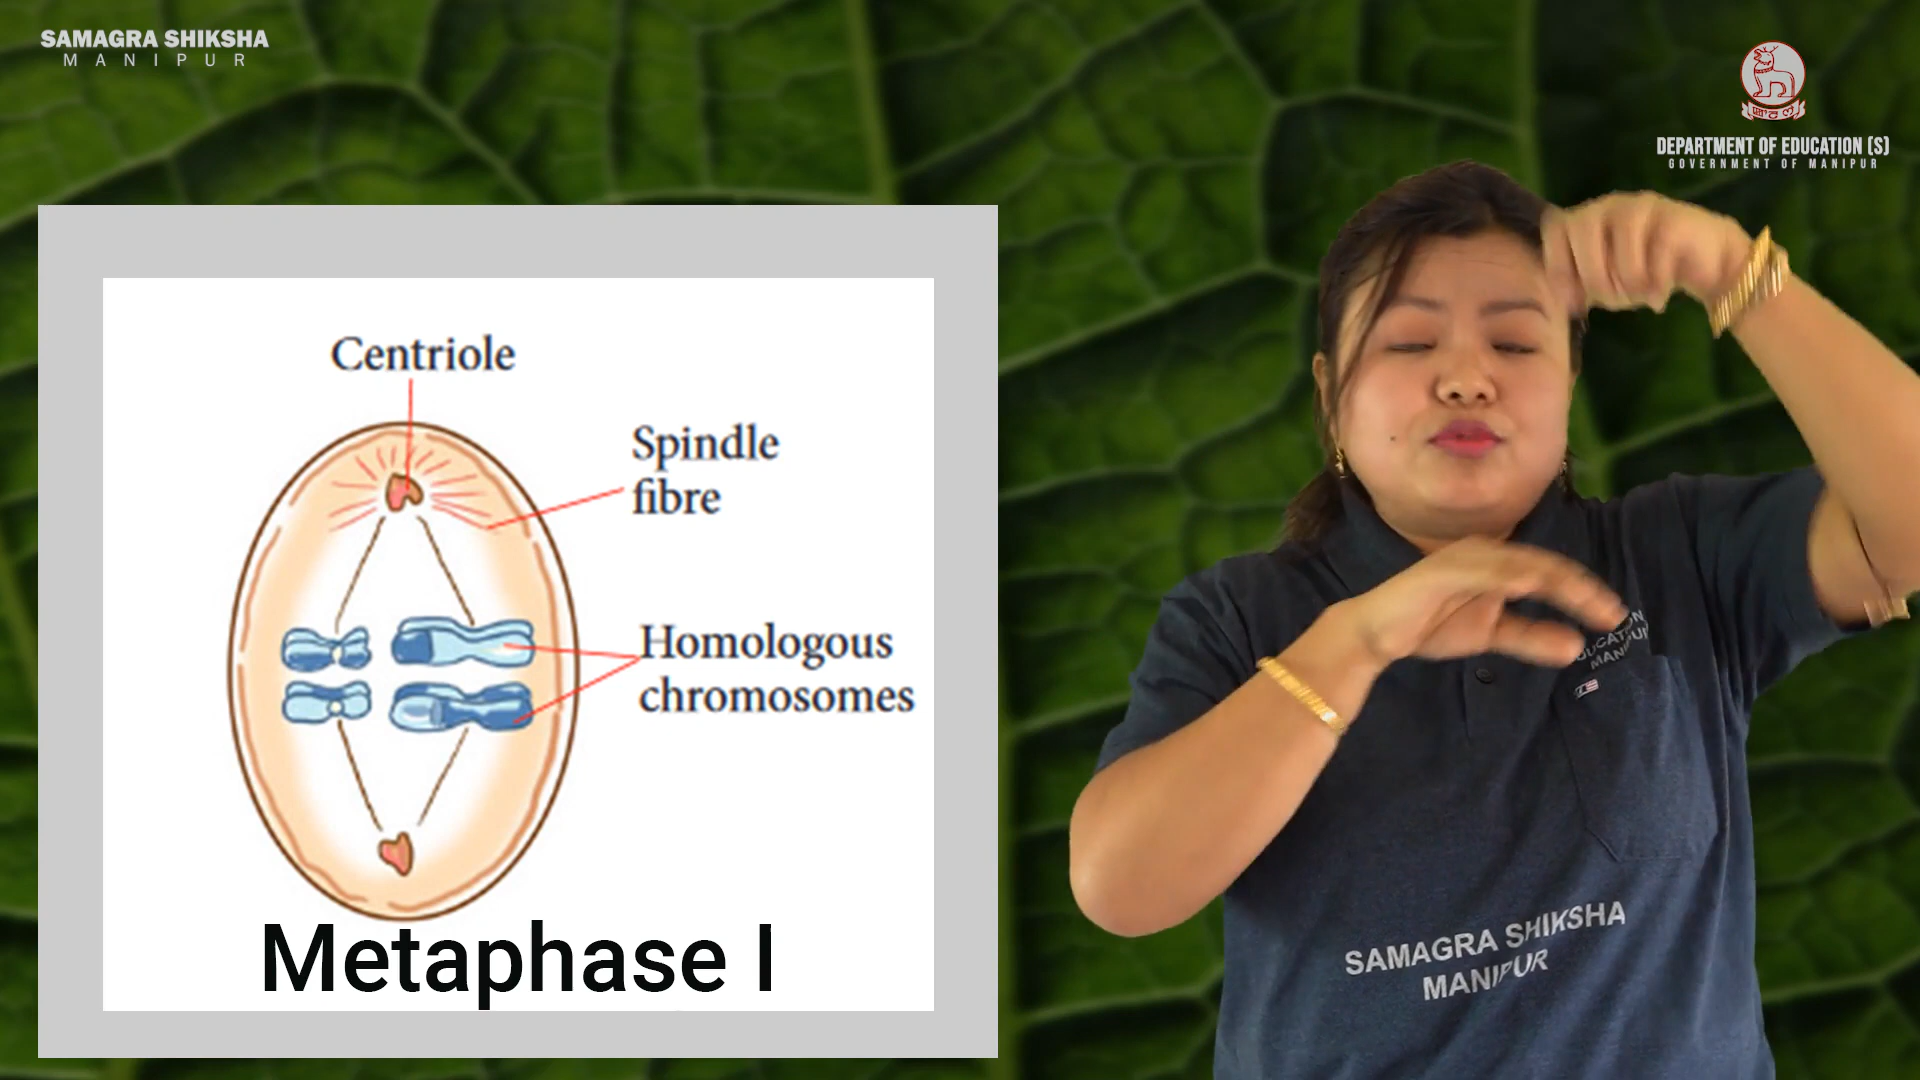 SAMAGRA SHIKSHA
MANIPUR
DEPARTMENT OF EDUCATION (S)
GOVERNMENT OF MANIPUR
Centriole
Spindle
fibre
Homologous
chromosomes
Metaphase I
SAMAGRA SHIKSHA
MANIPUR